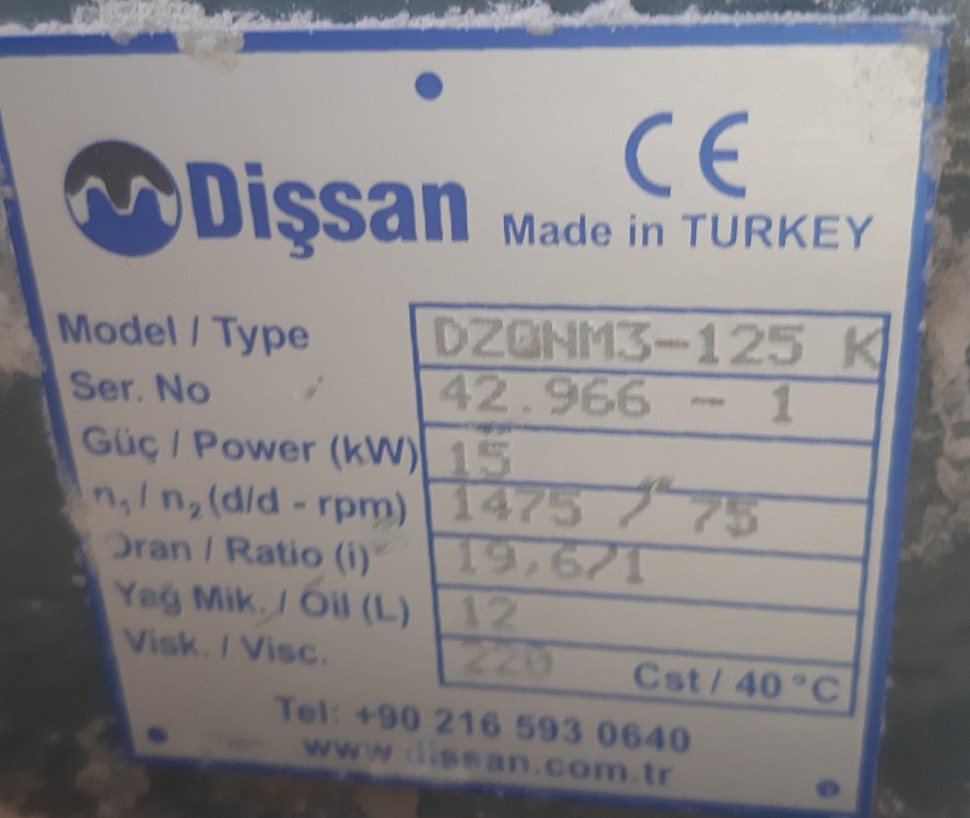 Dişsan
CE
Made in TURKEY
Model / Type DZQNM3-125 K
Ser. No 42.966 - 1
Güç / Power (kW) 15
n₁ / n₂ (d/d - rpm) 1475 / 75
Oran / Ratio (i) 19,6/1
Yağ Mik. / Oil (L) 12
Visk. / Visc. 220 Cst / 40 °C
Tel: +90 216 593 0640
www.dissan.com.tr